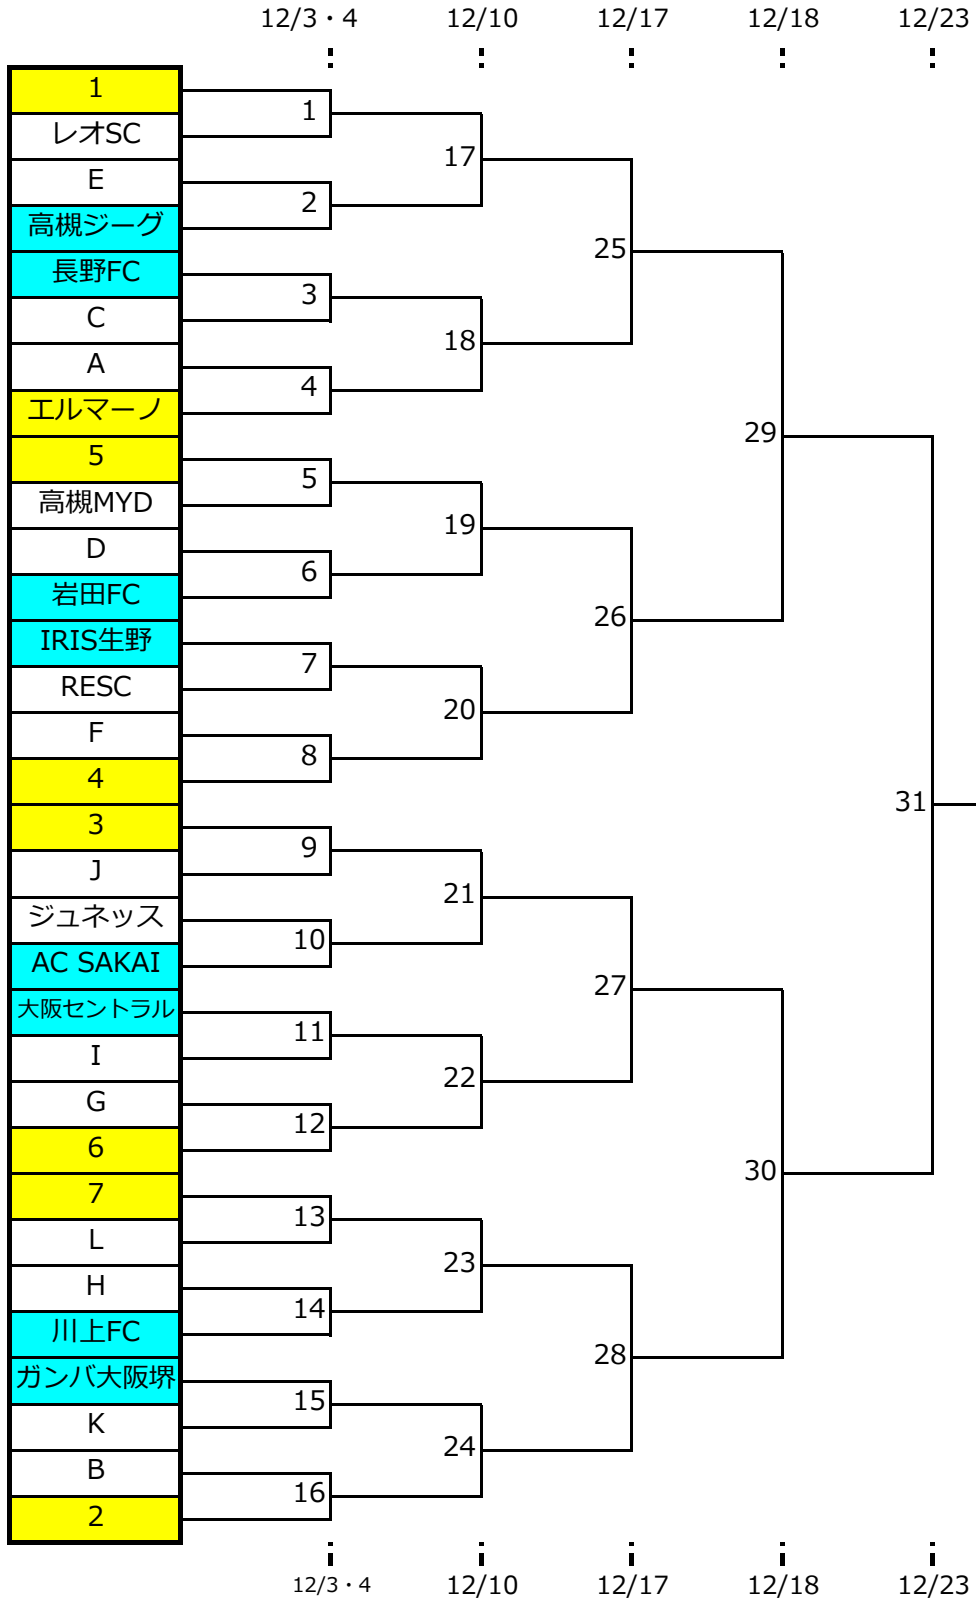 12/3・4 12/10 12/17 12/18 12/23
1
レオSC
E
高槻ジーグ
長野FC
C
A
エルマーノ
5
高槻MYD
D
岩田FC
IRIS生野
RESC
F
4
3
J
ジュネッス
AC SAKAI
大阪セントラル
I
G
6
7
L
H
川上FC
ガンバ大阪堺
K
B
2
1
2
3
4
5
6
7
8
9
10
11
12
13
14
15
16
17
18
19
20
21
22
23
24
25
26
27
28
29
30
31
12/3・4 12/10 12/17 12/18 12/23